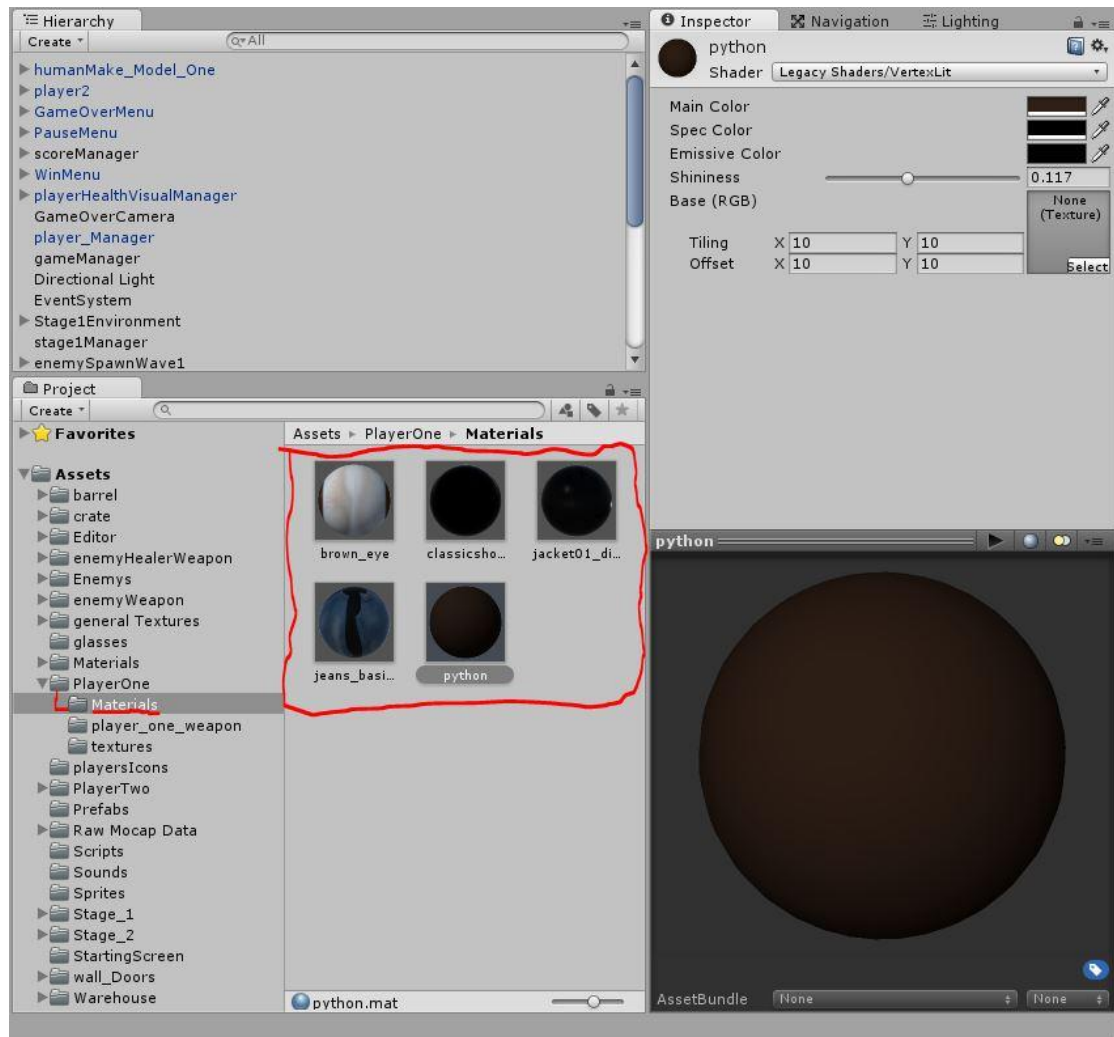 Hierarchy
Create
All
humanMake_Model_One
player2
GameOverMenu
PauseMenu
scoreManager
WinMenu
playerHealthVisualManager
GameOverCamera
player_Manager
gameManager
Directional Light
EventSystem
Stage1Environment
stage1Manager
enemySpawnWave1
Project
Create
Favorites
Assets
barrel
crate
Editor
enemyHealerWeapon
Enemys
enemyWeapon
general Textures
glasses
Materials
PlayerOne
Materials
player_one_weapon
textures
playersIcons
PlayerTwo
Prefabs
Raw Mocap Data
Scripts
Sounds
Sprites
Stage_1
Stage_2
StartingScreen
wall_Doors
Warehouse
Assets PlayerOne Materials
brown_eye classicsho... jacket01_di...
jeans_basi... python
python.mat
Inspector Navigation Lighting
python
Shader Legacy Shaders/VertexLit
Main Color
Spec Color
Emissive Color
Shininess 0.117
Base (RGB) None
(Texture)
Tiling X 10 Y 10
Offset X 10 Y 10
Select
python
AssetBundle None None